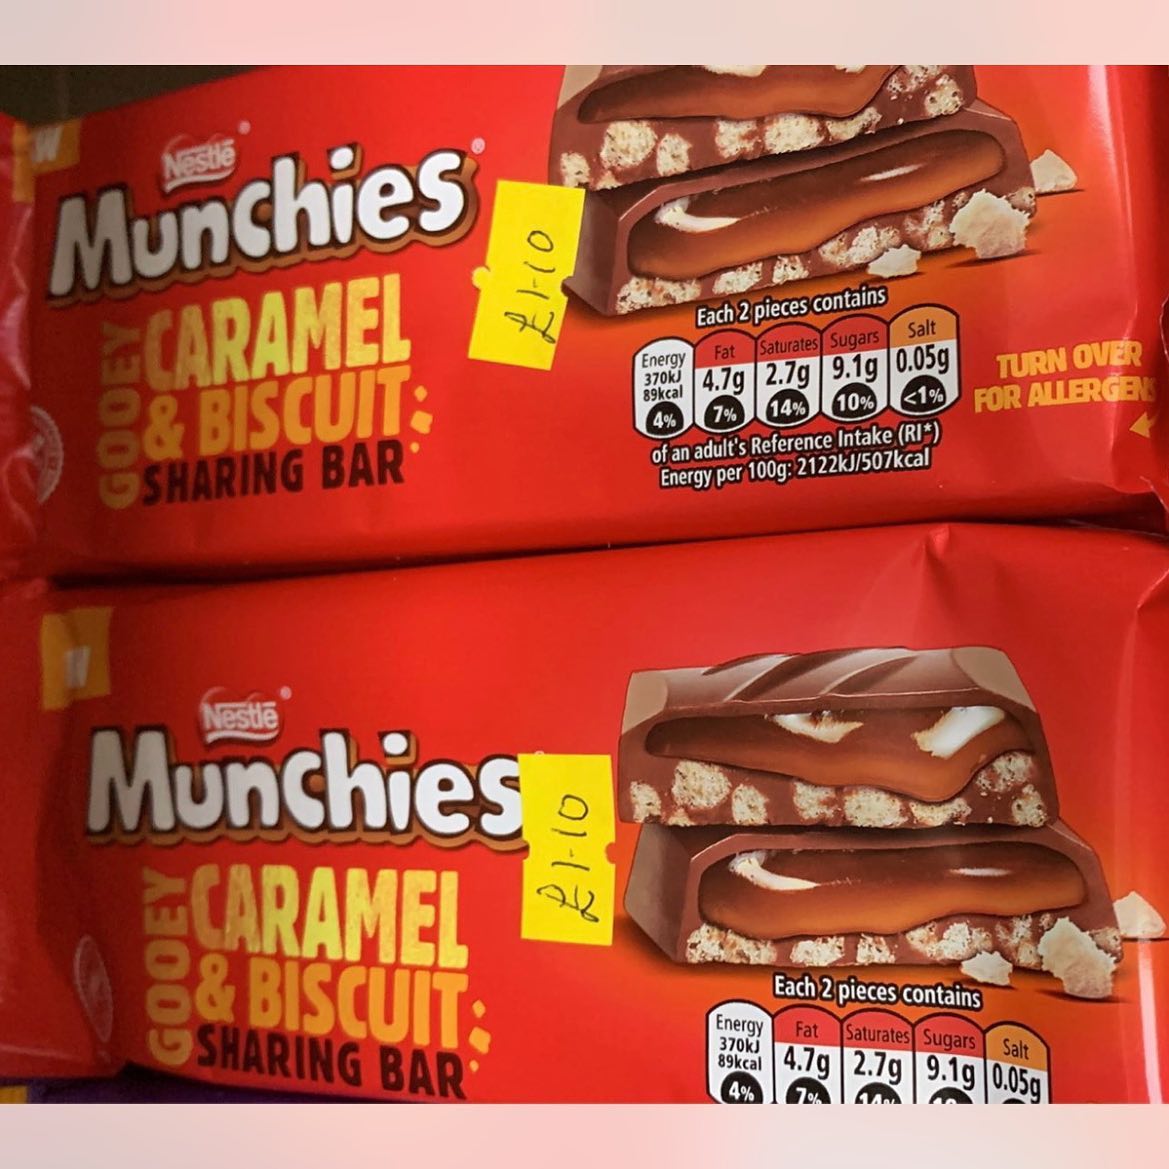 W
Nestlé®
Munchies®
GOOEY
CARAMEL
& BISCUIT
SHARING BAR
£1-10
Each 2 pieces contains
Energy Fat Saturates Sugars Salt
370kJ 4.7g 2.7g 9.1g 0.05g
89kcal
4% 7% 14% 10% <1%
of an adult's Reference Intake (RI*)
Energy per 100g: 2122kJ/507kcal
TURN OVER
FOR ALLERGENS
W
Nestlé®
Munchies
GOOEY
CARAMEL
& BISCUIT
SHARING BAR
£1-10
Each 2 pieces contains
Energy Fat Saturates Sugars Salt
370kJ 4.7g 2.7g 9.1g 0.05g
89kcal
4% 7% 14%